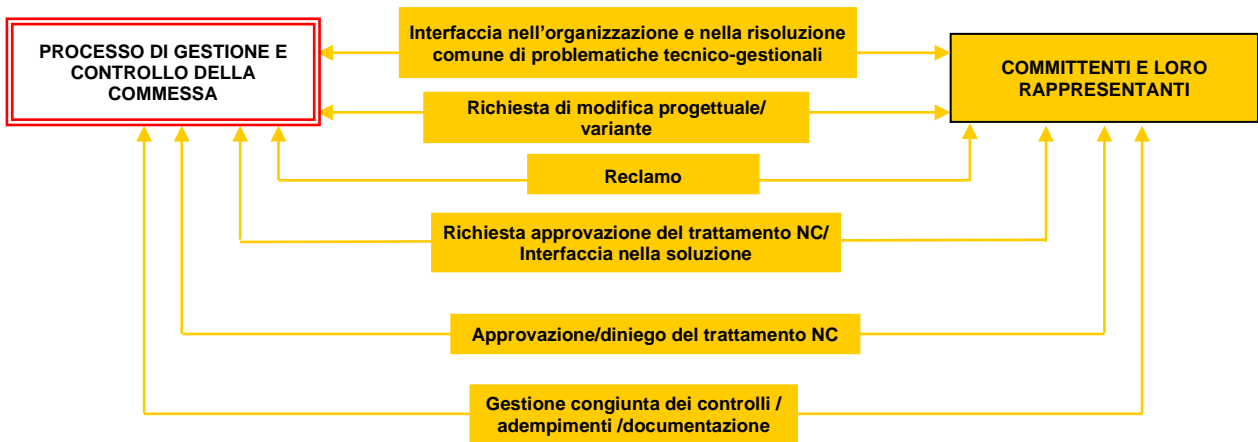 PROCESSO DI GESTIONE E
CONTROLLO DELLA
COMMESSA
Interfaccia nell'organizzazione e nella risoluzione
comune di problematiche tecnico-gestionali
COMMITTENTI E LORO
RAPPRESENTANTI
Richiesta di modifica progettuale/
variante
Reclamo
Richiesta approvazione del trattamento NC/
Interfaccia nella soluzione
Approvazione/diniego del trattamento NC
Gestione congiunta dei controlli /
adempimenti /documentazione